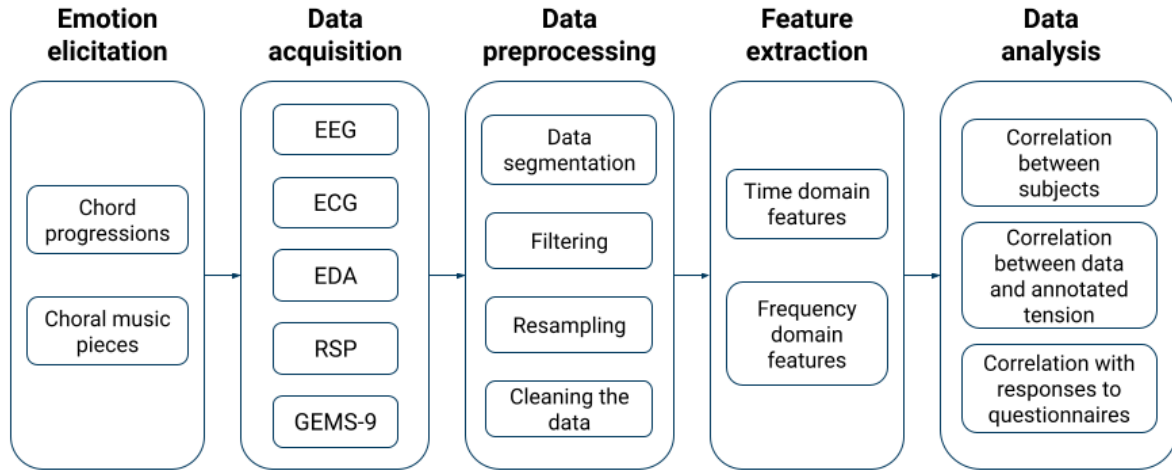 Emotion
elicitation
Data
acquisition
Data
preprocessing
Feature
extraction
Data
analysis
Chord
progressions
Choral music
pieces
EEG
ECG
EDA
RSP
GEMS-9
Data
segmentation
Filtering
Resampling
Cleaning the
data
Time domain
features
Frequency
domain
features
Correlation
between
subjects
Correlation
between data
and annotated
tension
Correlation with
responses to
questionnaires